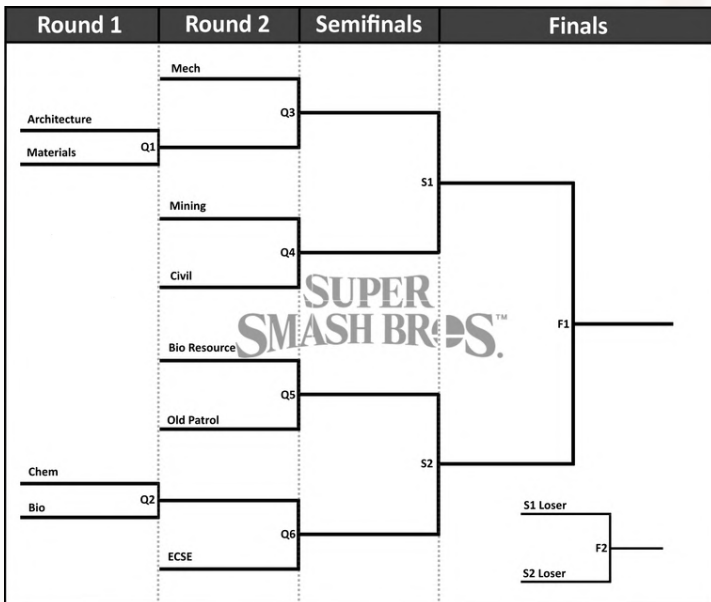 Round 1
Round 2
Semifinals
Finals
Mech
Architecture
Q3
Materials
Q1
S1
Mining
Q4
Civil
SUPER
SMASH BROS.™
F1
Bio Resource
Q5
Old Patrol
S2
Chem
Q2
Bio
S1 Loser
Q6
F2
ECSE
S2 Loser